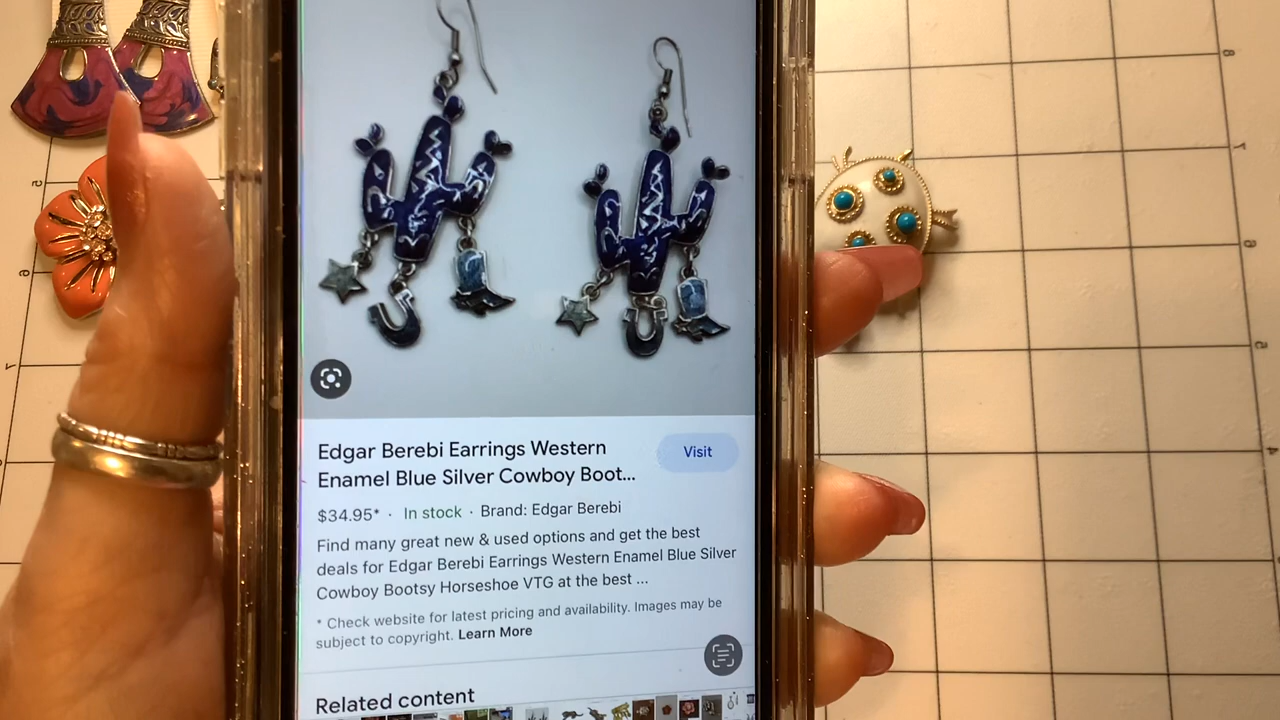 Edgar Berebi Earrings Western
Enamel Blue Silver Cowboy Boot...
Visit
$34.95* · In stock · Brand: Edgar Berebi
Find many great new & used options and get the best
deals for Edgar Berebi Earrings Western Enamel Blue Silver
Cowboy Bootsy Horseshoe VTG at the best ...
* Check website for latest pricing and availability. Images may be
subject to copyright. Learn More
Related content